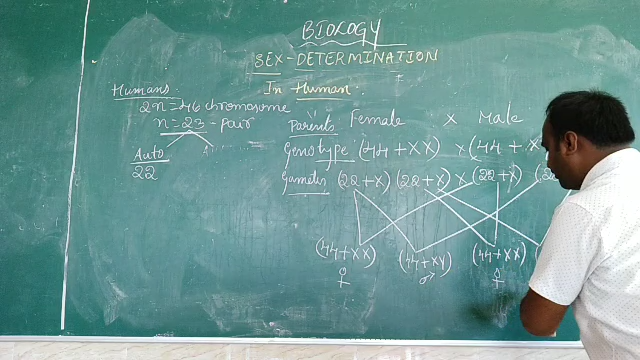 BIOLOGY
SEX-DETERMINATION
In Human.
Humans.
2n=46 chromosome
n=23-pair
Auto
22
Parents Female x Male
Genotype (44+XX) x (44+
Gametes (22+X) (22+X) x (22+X)
(44+XX) (44+XY) (44+XX)
♀ ♂ ♀